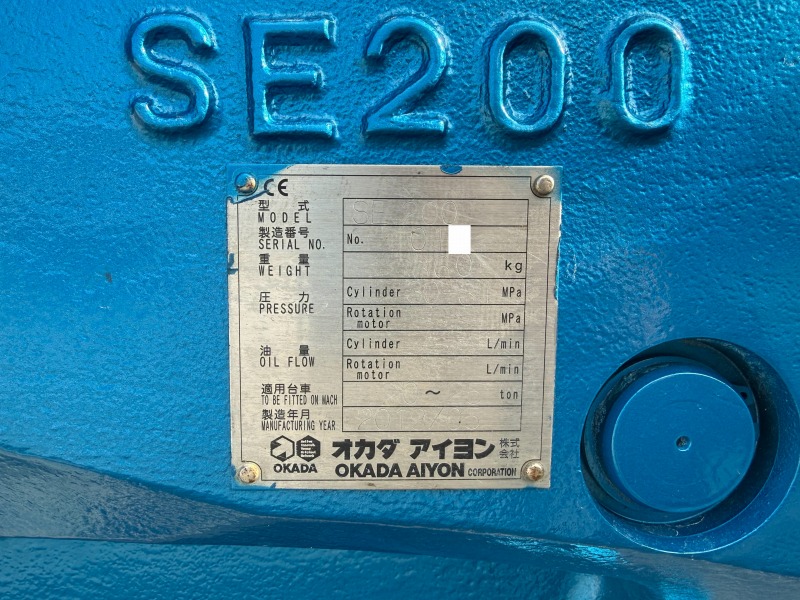 SE200
CE
型 式
MODEL
SE200
製造番号
SERIAL NO.
No.
重 量
WEIGHT
kg
圧 力
PRESSURE
Cylinder MPa
Rotation motor MPa
油 量
OIL FLOW
Cylinder L/min
Rotation motor L/min
適用台車
TO BE FITTED ON MACH
～ ton
製造年月
MANUFACTURING YEAR
OKADA
オカダ アイヨン 株式会社
OKADA AIYON CORPORATION